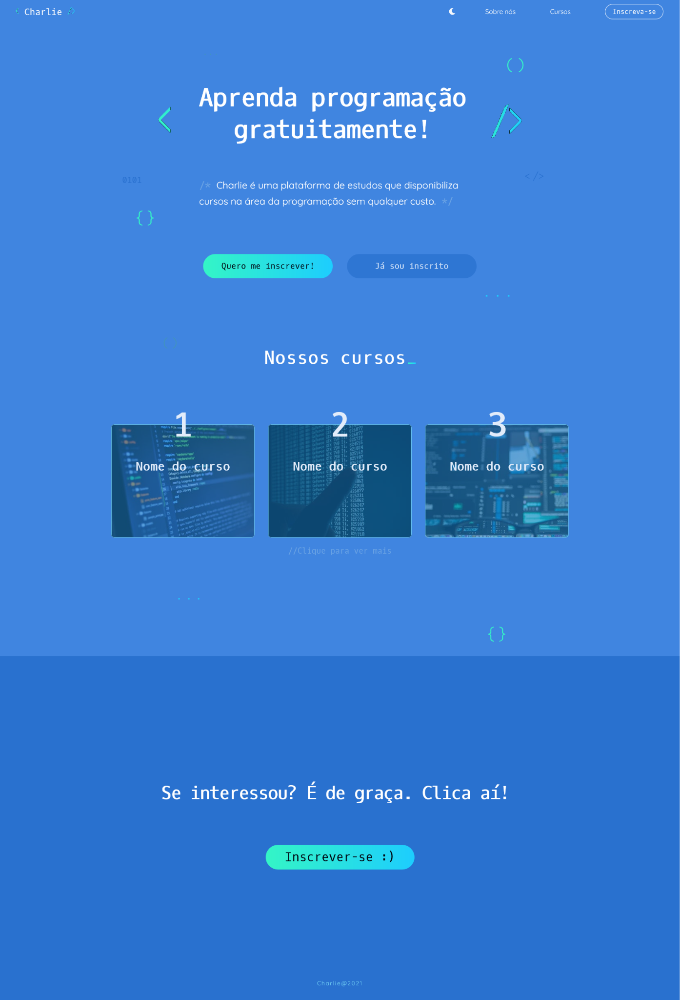 < Charlie />
Sobre nós
Cursos
Inscreva-se
( )
Aprenda programação
< gratuitamente! />
0101
</>
/* Charlie é uma plataforma de estudos que disponibiliza
cursos na área da programação sem qualquer custo. */
{ }
Quero me inscrever!
Já sou inscrito
. . .
( )
Nossos cursos_
1
2
3
Nome do curso
Nome do curso
Nome do curso
//Clique para ver mais
. . .
{ }
Se interessou? É de graça. Clica aí!
Inscrever-se :)
Charlie@2021